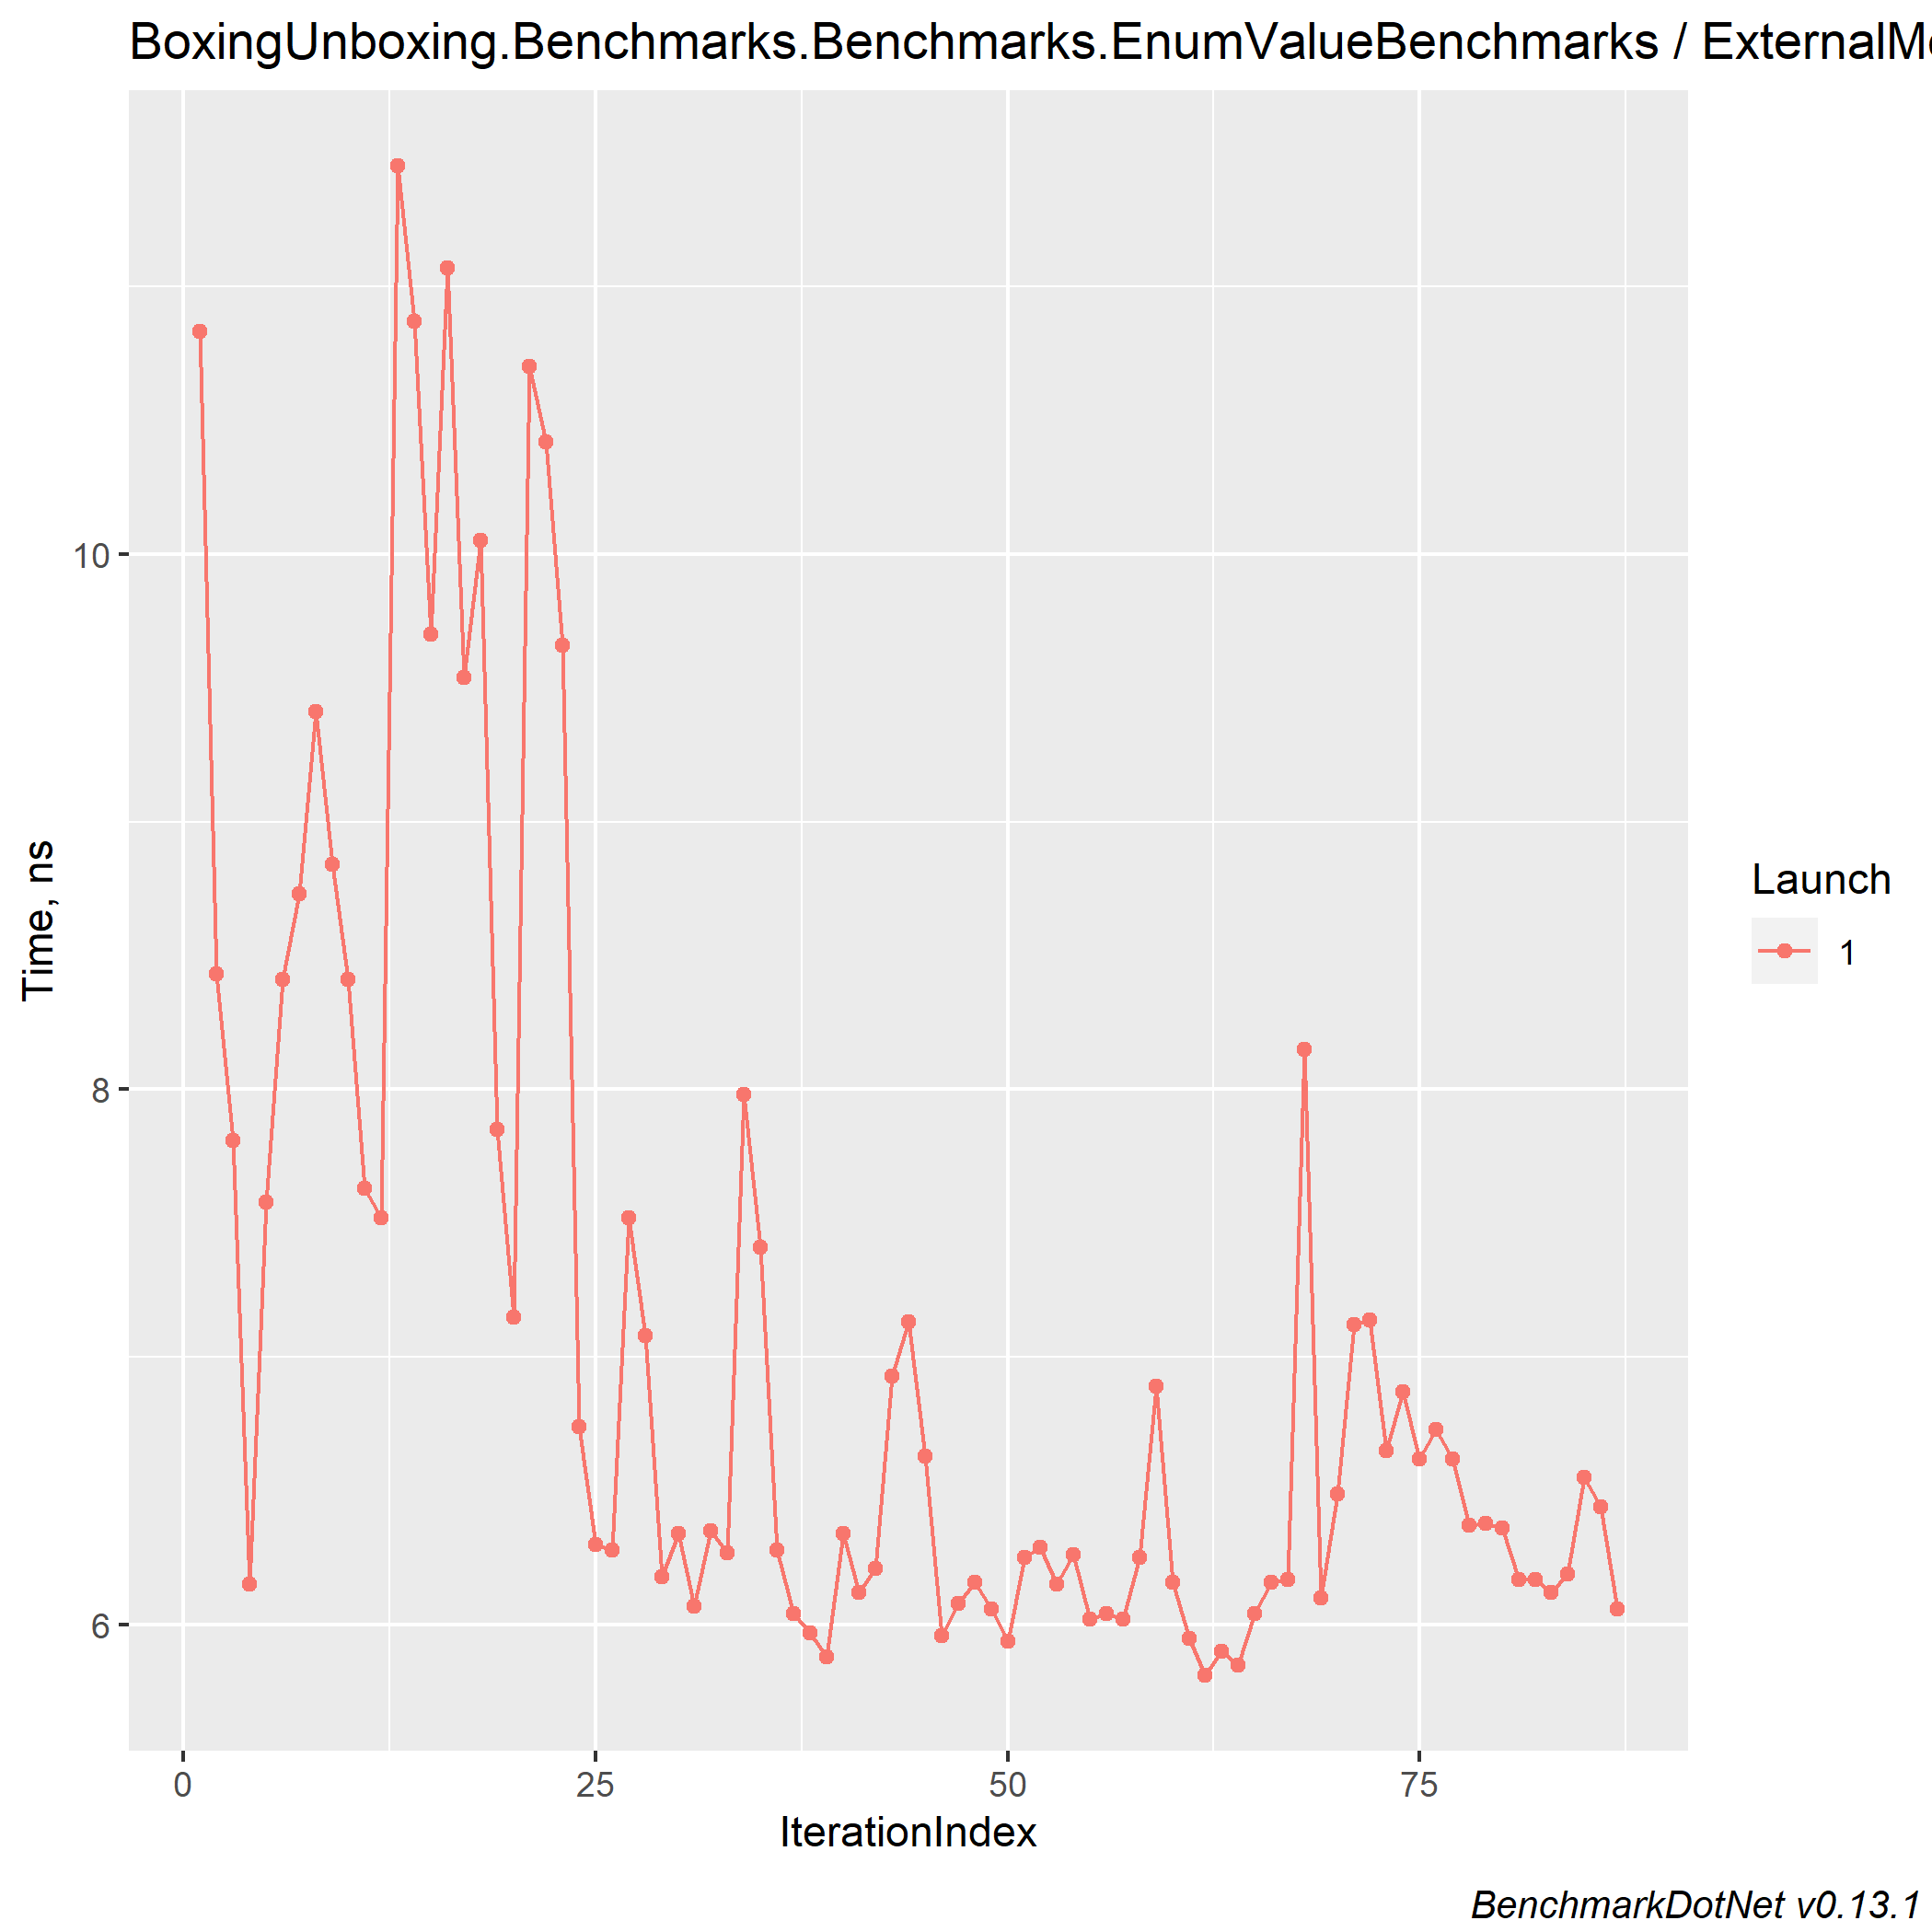 BoxingUnboxing.Benchmarks.Benchmarks.EnumValueBenchmarks / ExternalM
Time, ns
10
8
6
0 25 50 75
IterationIndex
Launch
1
BenchmarkDotNet v0.13.1